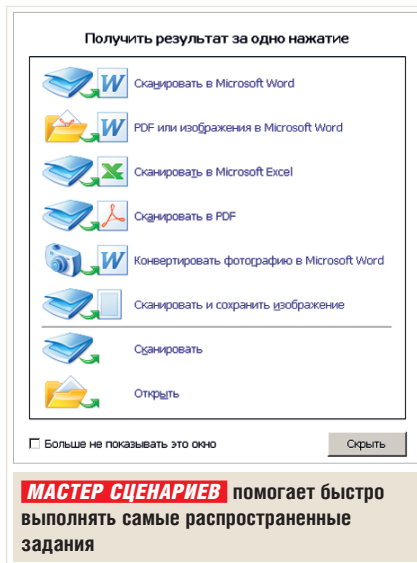 Получить результат за одно нажатие
Сканировать в Microsoft Word
PDF или изображения в Microsoft Word
Сканировать в Microsoft Excel
Сканировать в PDF
Конвертировать фотографию в Microsoft Word
Сканировать и сохранить изображение
Сканировать
Открыть
Больше не показывать это окно
Скрыть
МАСТЕР СЦЕНАРИЕВ помогает быстро
выполнять самые распространенные
задания